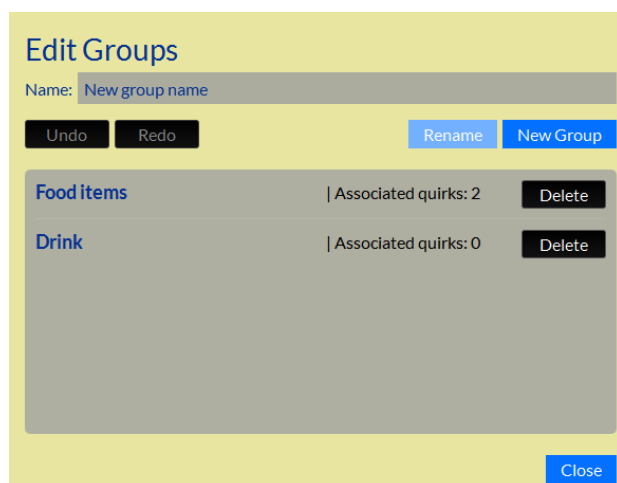 Edit Groups
Name: New group name
Undo Redo Rename New Group
Food items | Associated quirks: 2 Delete
Drink | Associated quirks: 0 Delete
Close